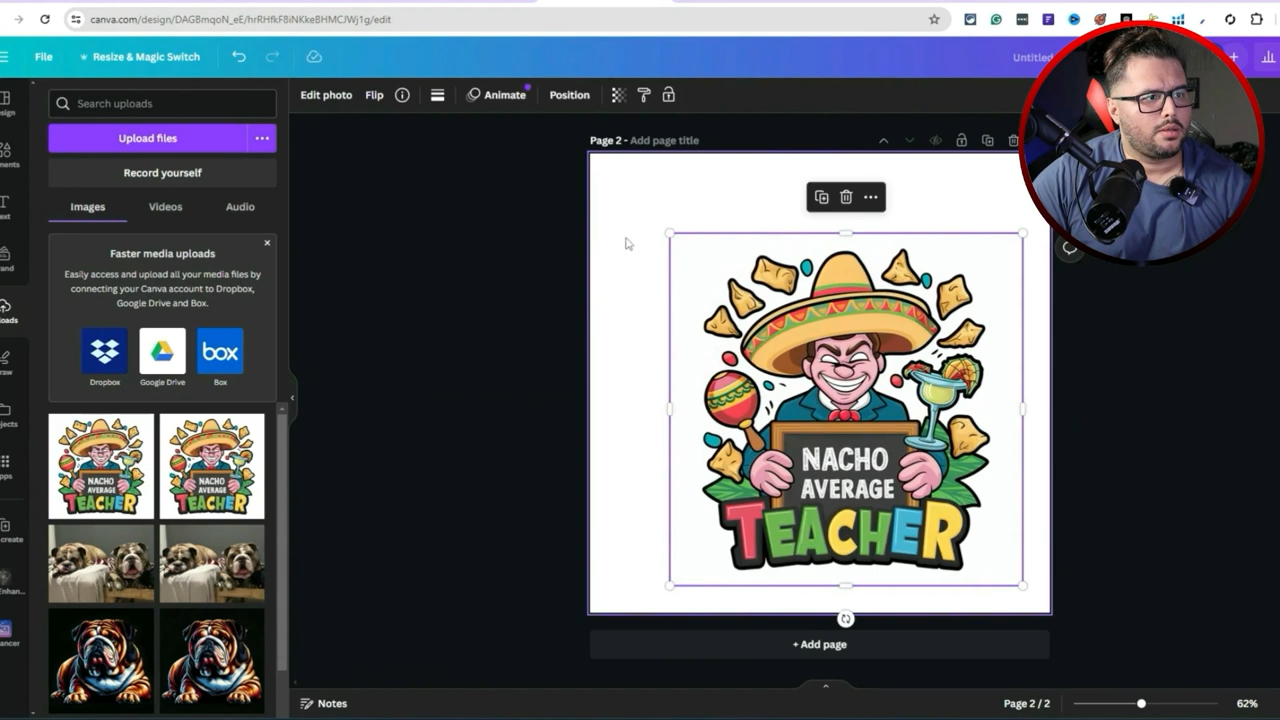 canva.com/design/DAGBmqoN_eE/hrRHfkF8iNKkeBHMCJWj1g/edit
File
Resize & Magic Switch
Untitled
Search uploads
Upload files
Record yourself
Images
Videos
Audio
Faster media uploads
Easily access and upload all your media files by
connecting your Canva account to Dropbox,
Google Drive and Box.
box
Dropbox
Google Drive
Box
NACHO
AVERAGE
TEACHER
NACHO
AVERAGE
TEACHER
Edit photo
Flip
Animate
Position
Page 2 - Add page title
NACHO
AVERAGE
TEACHER
+ Add page
Notes
Page 2 / 2
62%